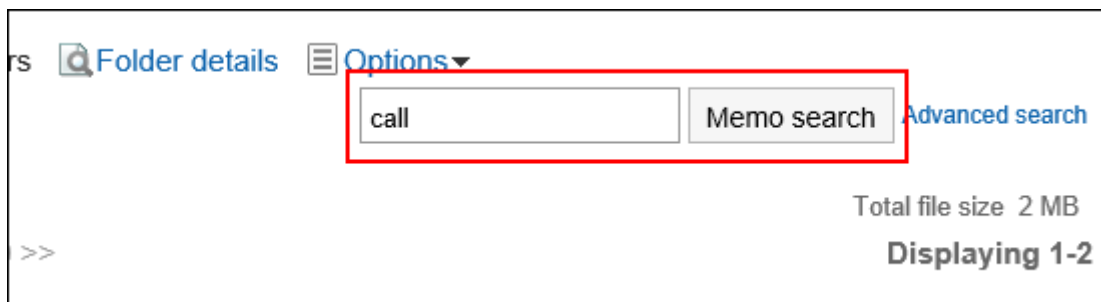 rs Folder details Options
call Memo search Advanced search
Total file size 2 MB
>> Displaying 1-2